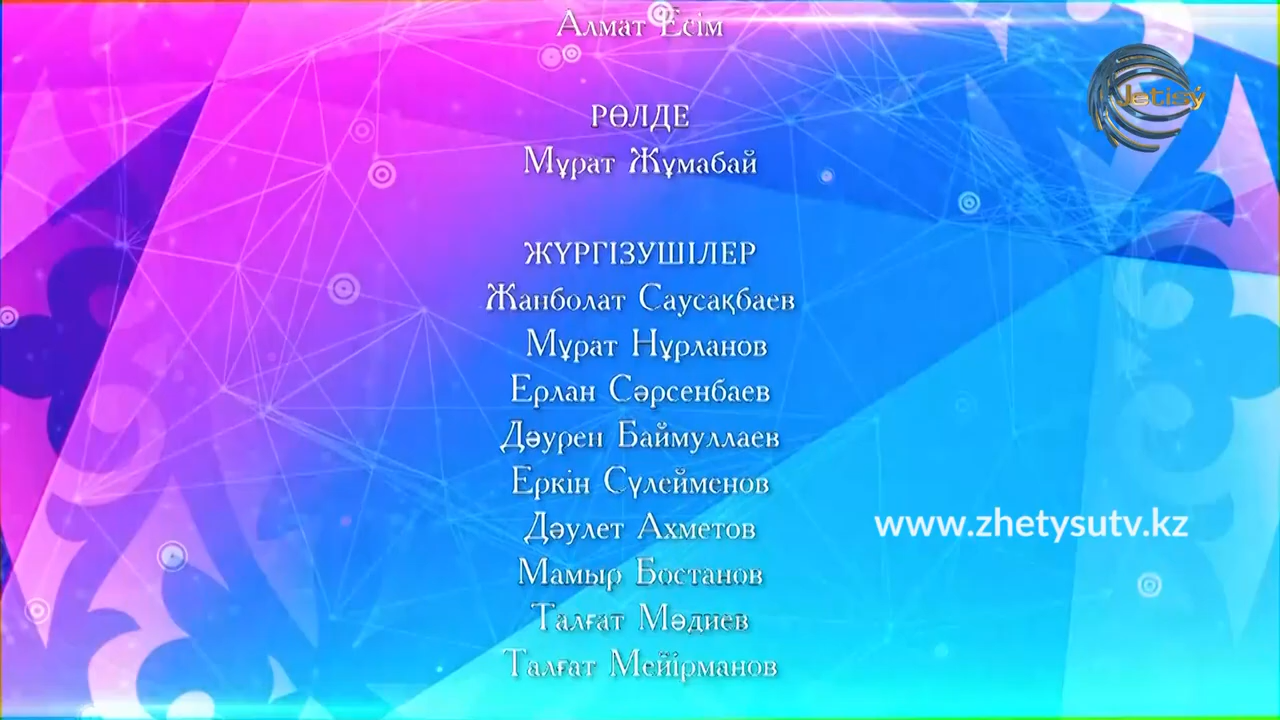 Алмат Есім
Jetisý
РӨЛДЕ
Мұрат Жұмабай
ЖҮРГІЗУШІЛЕР
Жанболат Саусақбаев
Мұрат Нұрланов
Ерлан Сәрсенбаев
Дәурен Баймуллаев
Еркін Сүлейменов
www.zhetysutv.kz
Дәулет Ахметов
Мамыр Бостанов
Талғат Мәдиев
Талғат Мейірманов